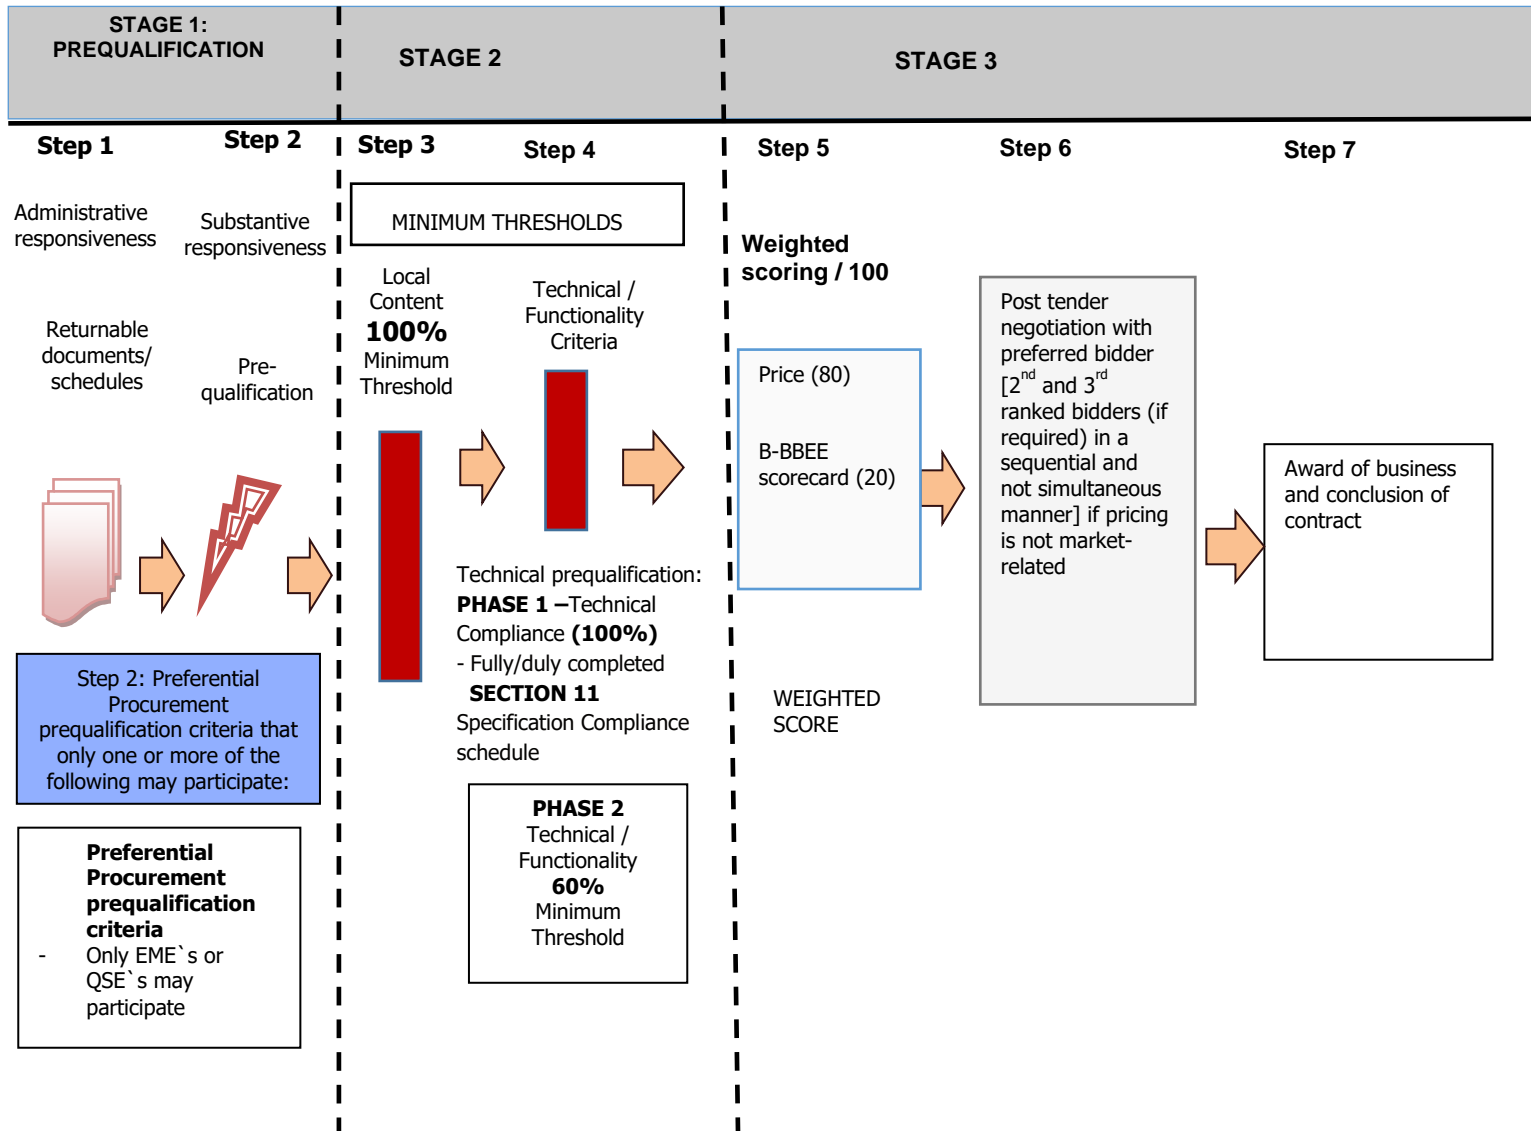 STAGE 1:
PREQUALIFICATION
STAGE 2
STAGE 3
Step 1
Step 2
Step 3
Step 4
Step 5
Step 6
Step 7
Administrative
responsiveness
Returnable
documents/
schedules
Substantive
responsiveness
Pre-
qualification
Step 2: Preferential
Procurement
prequalification criteria that
only one or more of the
following may participate:
Preferential
Procurement
prequalification
criteria
- Only EME`s or
QSE`s may
participate
MINIMUM THRESHOLDS
Local
Content
100%
Minimum
Threshold
Technical /
Functionality
Criteria
Technical prequalification:
PHASE 1 –Technical
Compliance (100%)
- Fully/duly completed
SECTION 11
Specification Compliance
schedule
PHASE 2
Technical /
Functionality
60%
Minimum
Threshold
Weighted
scoring / 100
Price (80)
B-BBEE
scorecard (20)
WEIGHTED
SCORE
Post tender
negotiation with
preferred bidder
[2nd and 3rd
ranked bidders (if
required) in a
sequential and
not simultaneous
manner] if pricing
is not market-
related
Award of business
and conclusion of
contract